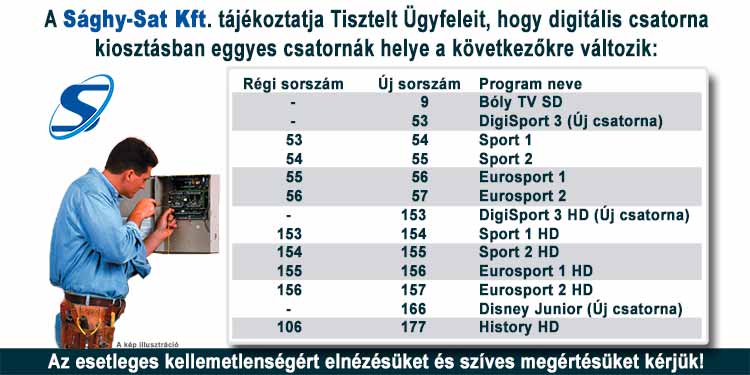 A Sághy-Sat Kft. tájékoztatja Tisztelt Ügyfeleit, hogy digitális csatorna
kiosztásban eggyes csatornák helye a következőkre változik:
Régi sorszám Új sorszám Program neve
- 9 Bóly TV SD
- 53 DigiSport 3 (Új csatorna)
53 54 Sport 1
54 55 Sport 2
55 56 Eurosport 1
56 57 Eurosport 2
- 153 DigiSport 3 HD (Új csatorna)
153 154 Sport 1 HD
154 155 Sport 2 HD
155 156 Eurosport 1 HD
156 157 Eurosport 2 HD
- 166 Disney Junior (Új csatorna)
106 177 History HD
A kép illusztráció
Az esetleges kellemetlenségért elnézésüket és szíves megértésüket kérjük!